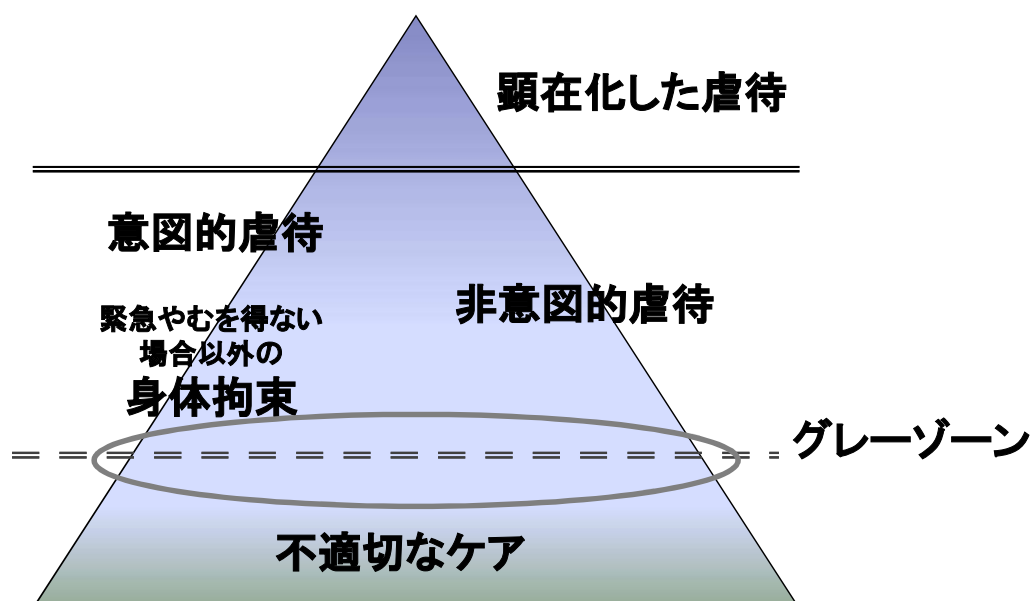 顕在化した虐待
意図的虐待
非意図的虐待
緊急やむを得ない
場合以外の
身体拘束
グレーゾーン
不適切なケア